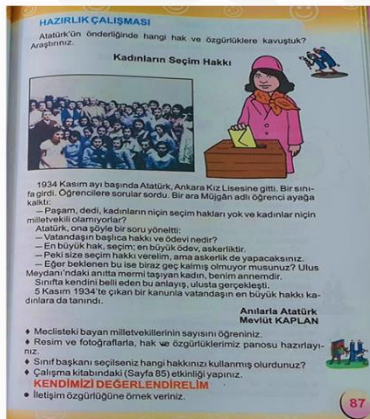 HAZIRLIK ÇALIŞMASI
Atatürk'ün önderliğinde hangi hak ve özgürlüklere kavuştuk?
Araştırınız.
Kadınların Seçim Hakkı
1934 Kasım ayı başında Atatürk, Ankara Kız Lisesine gitti. Bir sını-
fa girdi. Öğrencilere sorular sordu. Bir ara Müjgân adlı öğrenci ayağa
kalktı:
— Paşam, dedi, kadınların niçin seçim hakları yok ve kadınlar niçin
milletvekili olamıyorlar?
Atatürk, ona şöyle bir soru yöneltti:
— Vatandaşın başlıca hakkı ve ödevi nedir?
— En büyük hak, seçim; en büyük ödev, askerliktir.
— Peki size seçim hakkı verelim, ama askerlik de yapacaksınız.
— Eğer beklenen bu ise biraz geç kalmış olmuyor musunuz? Ulus
Meydanı'ndaki anıtta mermi taşıyan kadın, benim annemdir.
Sınıfta kendini belli eden bu anlayış, ulusta gerçekleşti.
5 Kasım 1934'te çıkan bir kanunla vatandaşın en büyük hakkı ka-
dınlara da tanındı.
Anılarla Atatürk
Mevlüt KAPLAN
♦ Meclisteki bayan milletvekillerinin sayısını öğreniniz.
♦ Resim ve fotoğraflarla, hak ve özgürlüklerimiz panosu hazırlayı-
nız.
♦ Sınıf başkanı seçilseniz hangi hakkınızı kullanmış olurdunuz?
♦ Çalışma kitabındaki (Sayfa 85) etkinliği yapınız.
KENDİMİZİ DEĞERLENDİRELİM
• İletişim özgürlüğüne örnek veriniz.
87